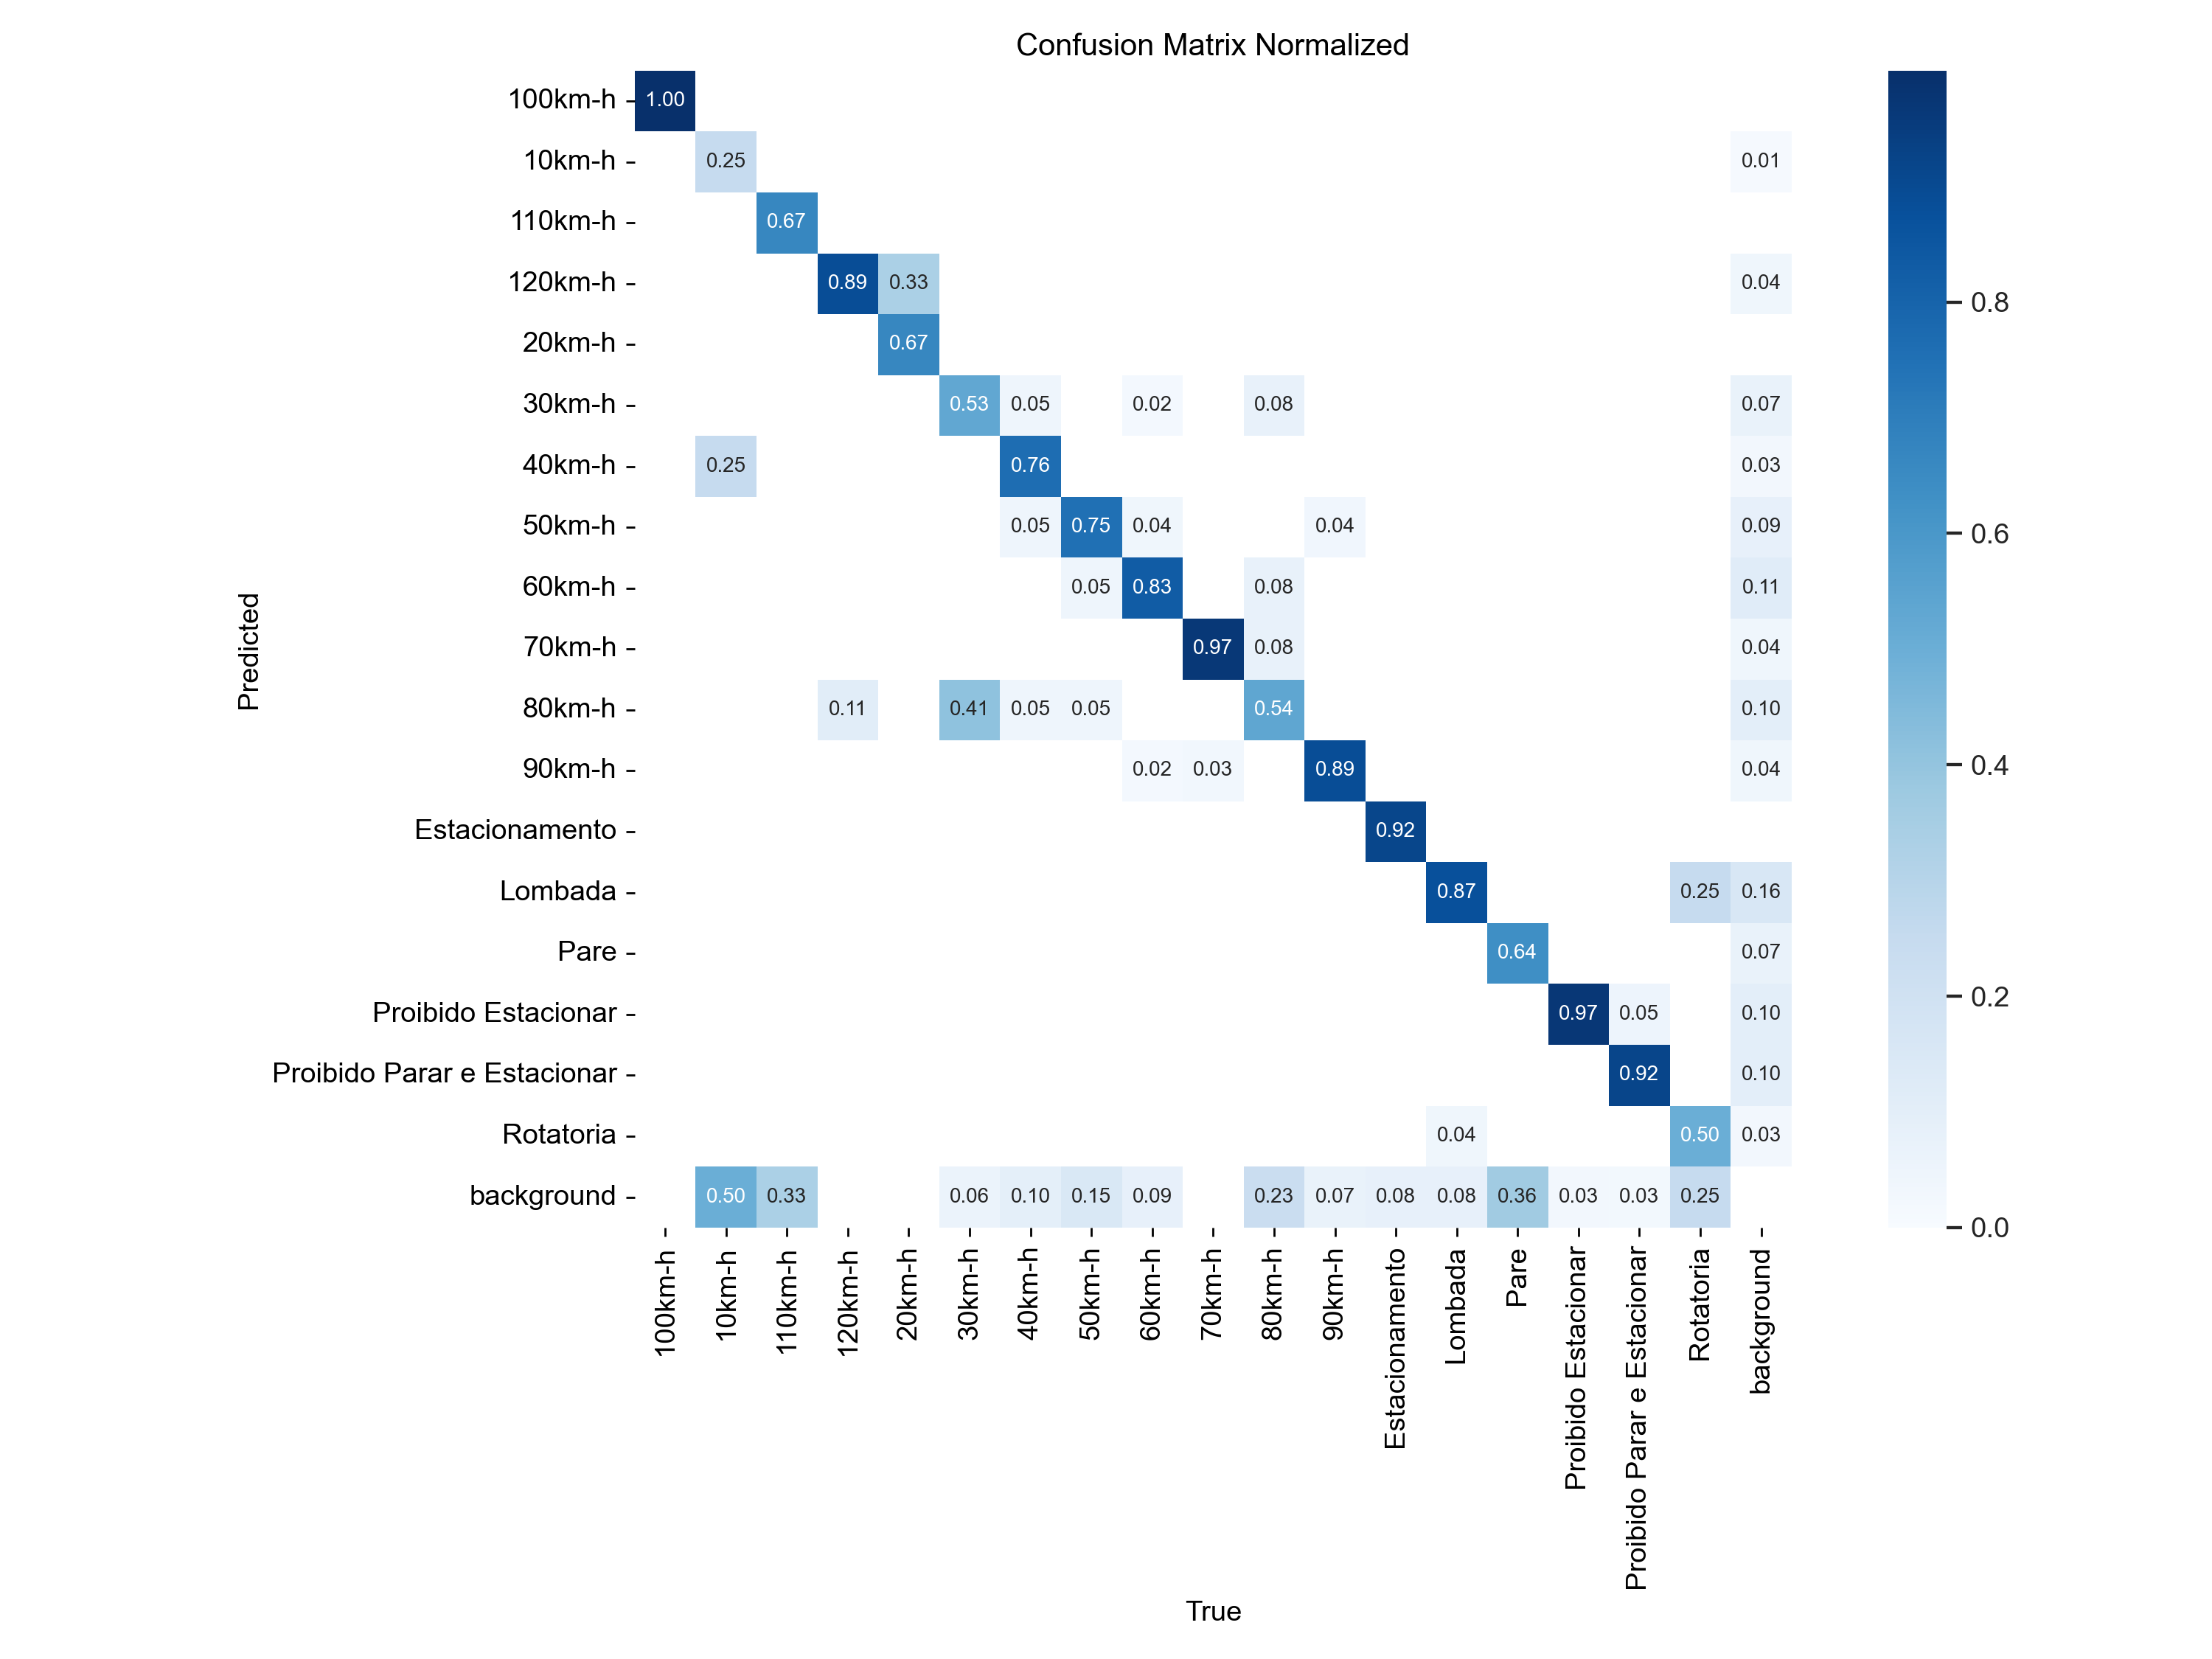 Confusion Matrix Normalized
100km-h 1.00
10km-h 0.25 0.01
110km-h 0.67
120km-h 0.89 0.33 0.04
20km-h 0.67
30km-h 0.53 0.05 0.02 0.08 0.07
40km-h 0.25 0.76 0.03
50km-h 0.05 0.75 0.04 0.04 0.09
60km-h 0.05 0.83 0.08 0.11
70km-h 0.97 0.08 0.04
80km-h 0.11 0.41 0.05 0.05 0.54 0.10
90km-h 0.02 0.03 0.89 0.04
Estacionamento 0.92
Lombada 0.87 0.25 0.16
Pare 0.64 0.07
Proibido Estacionar 0.97 0.05 0.10
Proibido Parar e Estacionar 0.92 0.10
Rotatoria 0.04 0.50 0.03
background 0.50 0.33 0.06 0.10 0.15 0.09 0.23 0.07 0.08 0.08 0.36 0.03 0.03 0.25
Predicted
100km-h
10km-h
110km-h
120km-h
20km-h
30km-h
40km-h
50km-h
60km-h
70km-h
80km-h
90km-h
Estacionamento
Lombada
Pare
Proibido Estacionar
Proibido Parar e Estacionar
Rotatoria
background
True
0.8
0.6
0.4
0.2
0.0